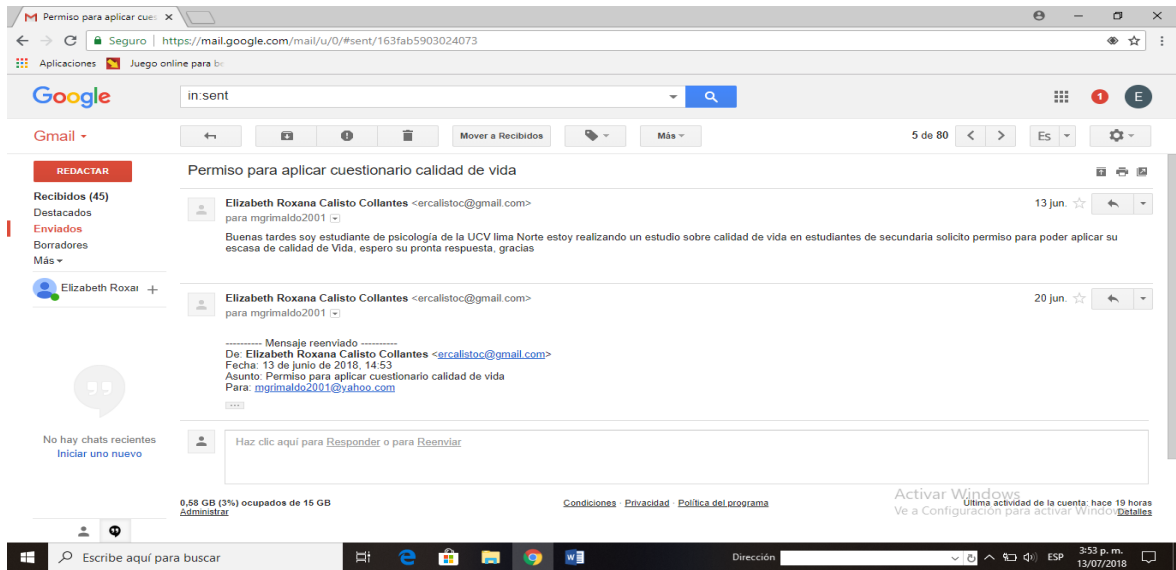 Permiso para aplicar cues
Seguro | https://mail.google.com/mail/u/0/#sent/163fab5903024073
Aplicaciones Juego online para b
Google
in:sent
1
E
Gmail
Mover a Recibidos
Más
5 de 80
Es
REDACTAR
Permiso para aplicar cuestionario calidad de vida
Recibidos (45)
Destacados
Enviados
Borradores
Más
Elizabeth Roxar
Elizabeth Roxana Calisto Collantes <ercalistoc@gmail.com>
13 jun.
para mgrimaldo2001
Buenas tardes soy estudiante de psicología de la UCV lima Norte estoy realizando un estudio sobre calidad de vida en estudiantes de secundaria solicito permiso para poder aplicar su
escasa de calidad de Vida, espero su pronta respuesta, gracias
Elizabeth Roxana Calisto Collantes <ercalistoc@gmail.com>
20 jun.
para mgrimaldo2001
---------- Mensaje reenviado ----------
De: Elizabeth Roxana Calisto Collantes <ercalistoc@gmail.com>
Fecha: 13 de junio de 2018, 14:53
Asunto: Permiso para aplicar cuestionario calidad de vida
Para: mgrimaldo2001@yahoo.com
No hay chats recientes
Iniciar uno nuevo
Haz clic aquí para Responder o para Reenviar
0,58 GB (3%) ocupados de 15 GB
Administrar
Condiciones - Privacidad - Política del programa
Activar Windows
Última actividad de la cuenta: hace 19 horas
Ve a Configuración para activar Windov
Detalles
Escribe aquí para buscar
Dirección
ESP
3:53 p. m.
13/07/2018